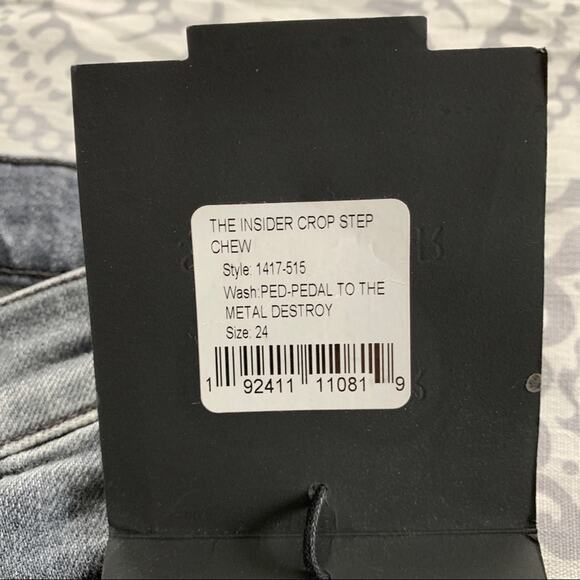 THE INSIDER CROP STEP
CHEW
Style: 1417-515
Wash:PED-PEDAL TO THE
METAL DESTROY
Size: 24
1 92411 11081 9